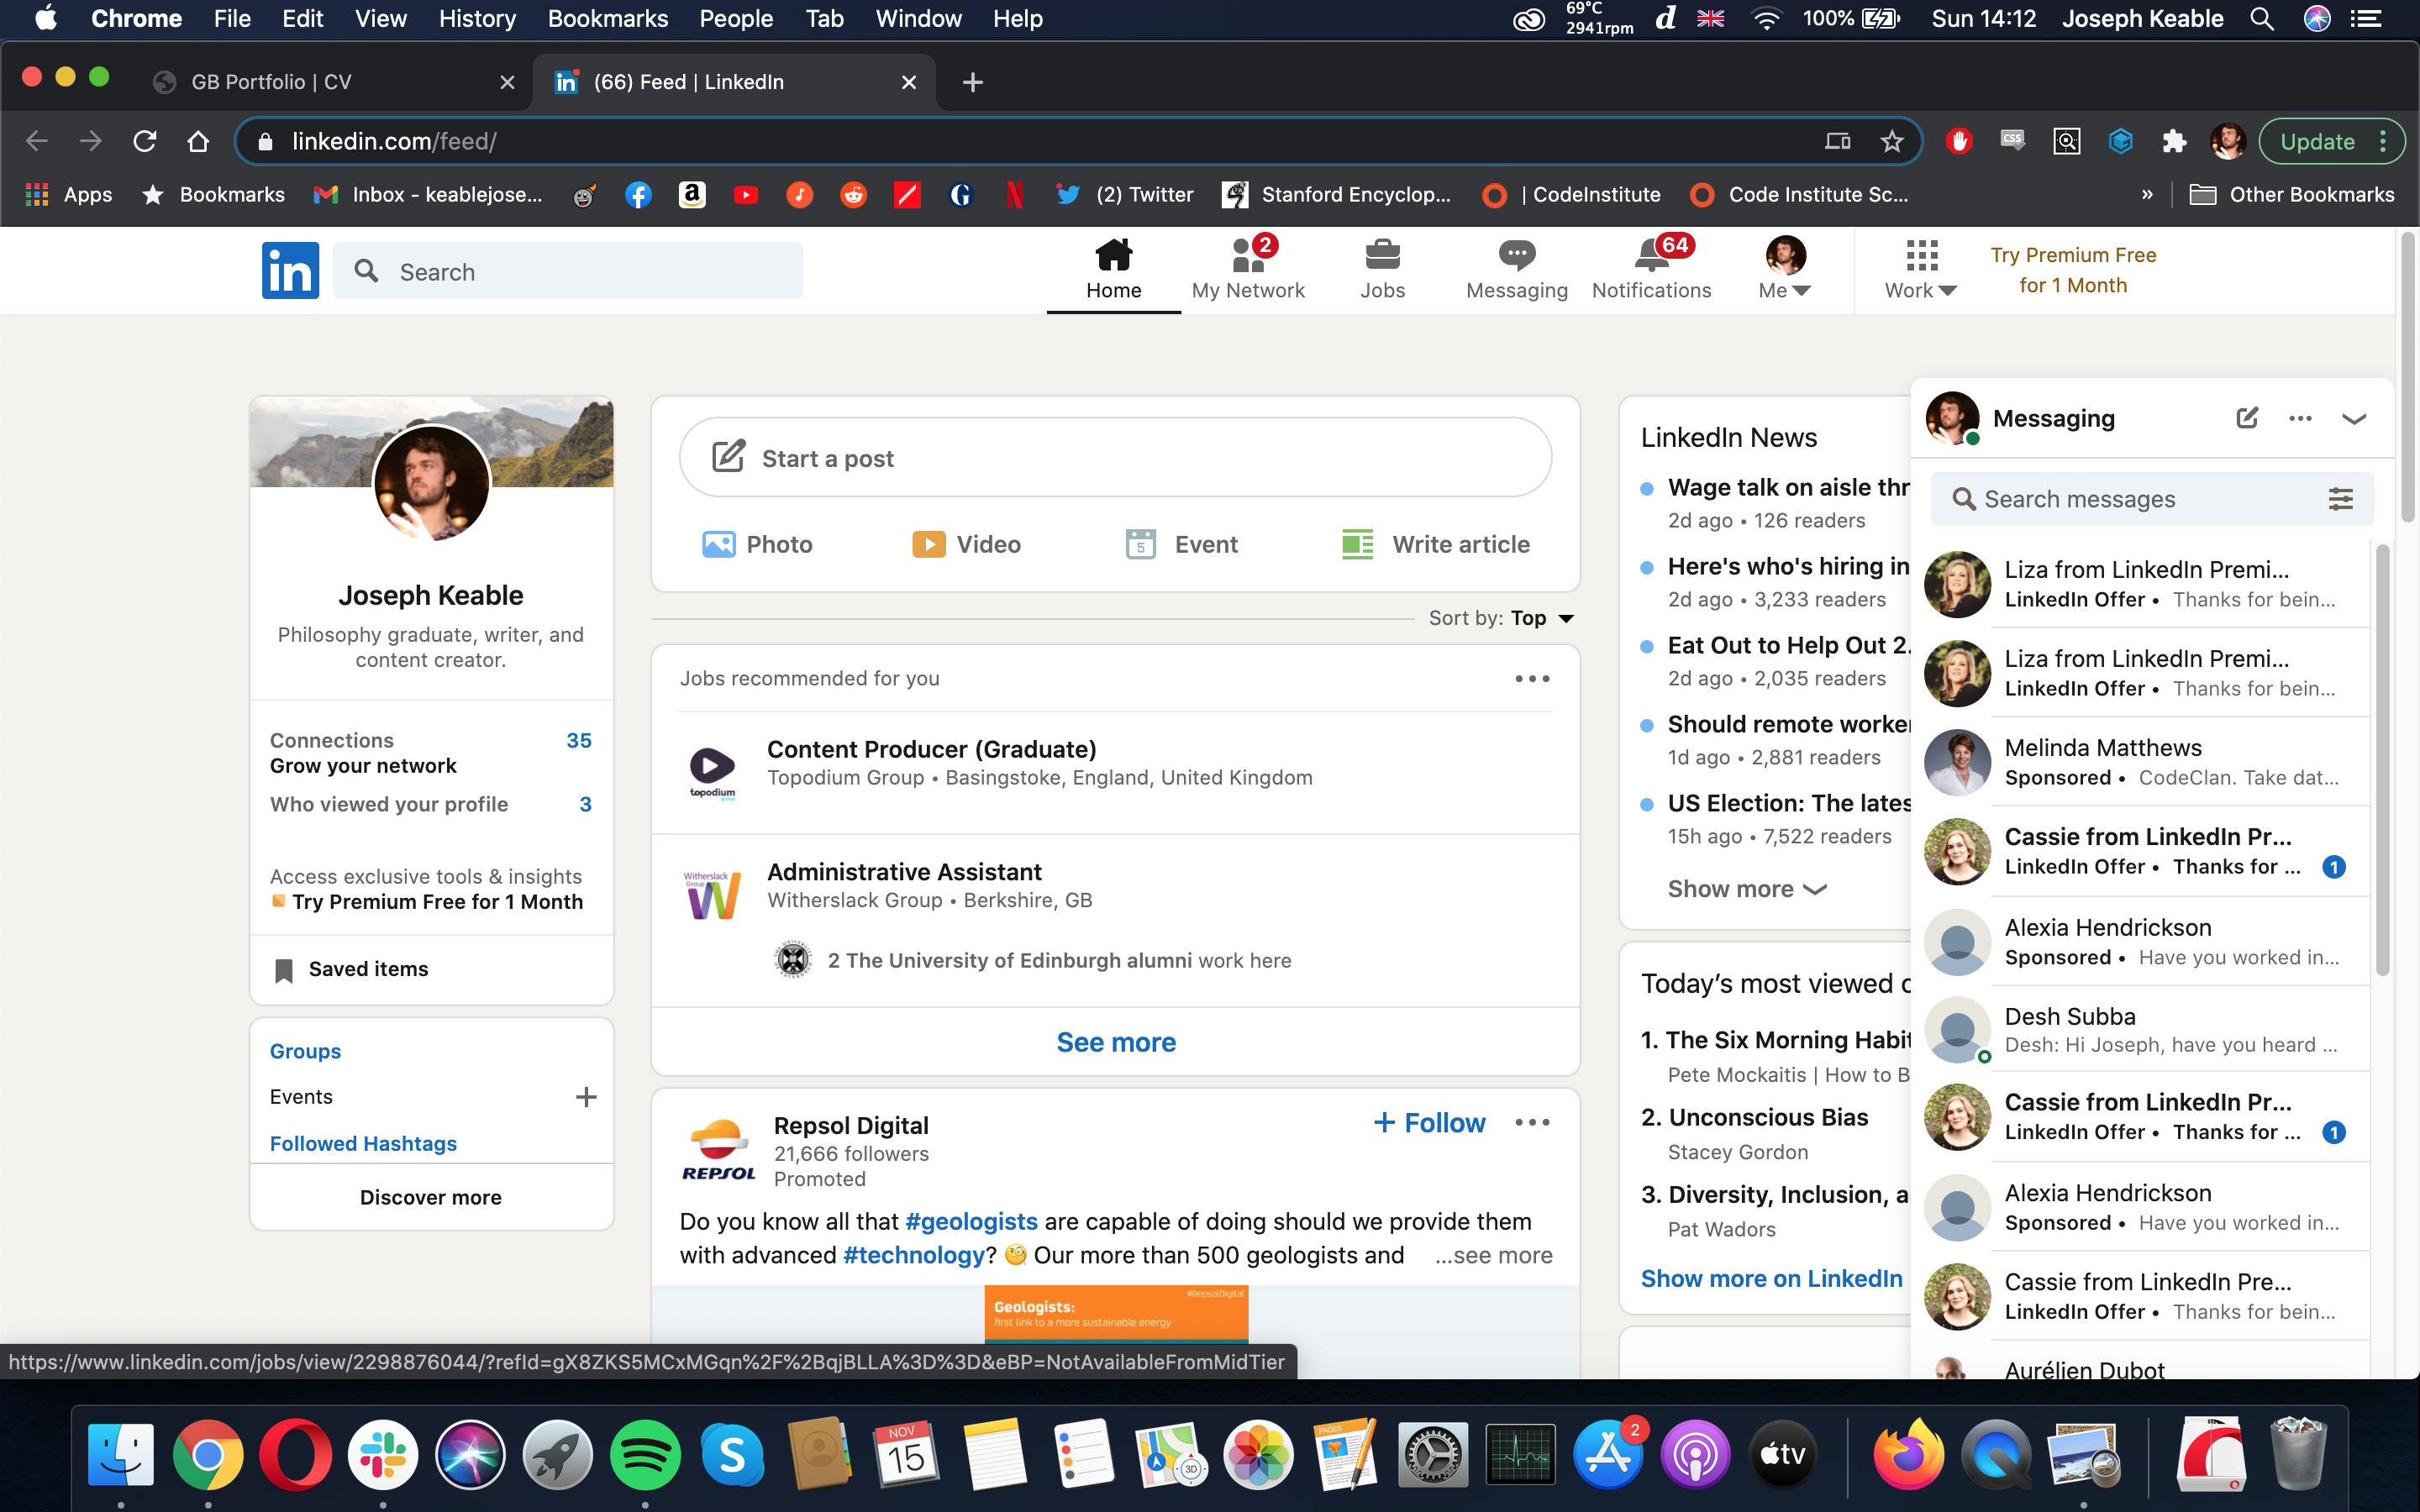 Chrome File Edit View History Bookmarks People Tab Window Help
69°C
2941rpm
100%
Sun 14:12 Joseph Keable
GB Portfolio | CV
(66) Feed | LinkedIn
linkedin.com/feed/
Update
Apps Bookmarks Inbox - keablejose... (2) Twitter Stanford Encyclop... | CodeInstitute Code Institute Sc... » Other Bookmarks
in
Search
Home
2
My Network
Jobs
Messaging
64
Notifications
Me
Work
Try Premium Free
for 1 Month
Joseph Keable
Philosophy graduate, writer, and
content creator.
Connections 35
Grow your network
Who viewed your profile 3
Access exclusive tools & insights
Try Premium Free for 1 Month
Saved items
Groups
Events
Followed Hashtags
Discover more
Start a post
Photo Video Event Write article
Sort by: Top
Jobs recommended for you
Content Producer (Graduate)
Topodium Group • Basingstoke, England, United Kingdom
topodium
group
Administrative Assistant
Witherslack Group • Berkshire, GB
Witherslack
Group
2 The University of Edinburgh alumni work here
See more
Repsol Digital
21,666 followers
Promoted
REPSOL
+ Follow
Do you know all that #geologists are capable of doing should we provide them
with advanced #technology? 🧐 Our more than 500 geologists and ...see more
#RepsolDigital
Geologists:
first link to a more sustainable energy
LinkedIn News
Wage talk on aisle thr
2d ago • 126 readers
Here's who's hiring in
2d ago • 3,233 readers
Eat Out to Help Out 2.
2d ago • 2,035 readers
Should remote worker
1d ago • 2,881 readers
US Election: The lates
15h ago • 7,522 readers
Show more
Today's most viewed c
1. The Six Morning Habit
Pete Mockaitis | How to B
2. Unconscious Bias
Stacey Gordon
3. Diversity, Inclusion, a
Pat Wadors
Show more on LinkedIn
Messaging
Search messages
Liza from LinkedIn Premi...
LinkedIn Offer • Thanks for bein...
Liza from LinkedIn Premi...
LinkedIn Offer • Thanks for bein...
Melinda Matthews
Sponsored • CodeClan. Take dat...
Cassie from LinkedIn Pr...
LinkedIn Offer • Thanks for ... 1
Alexia Hendrickson
Sponsored • Have you worked in...
Desh Subba
Desh: Hi Joseph, have you heard ...
Cassie from LinkedIn Pr...
LinkedIn Offer • Thanks for ... 1
Alexia Hendrickson
Sponsored • Have you worked in...
Cassie from LinkedIn Pre...
LinkedIn Offer • Thanks for bein...
Aurélien Dubot
https://www.linkedin.com/jobs/view/2298876044/?refId=gX8ZKS5MCxMGqn%2F%2BqjBLLA%3D%3D&eBP=NotAvailableFromMidTier
NOV
15
3D
PAGES
2
tv